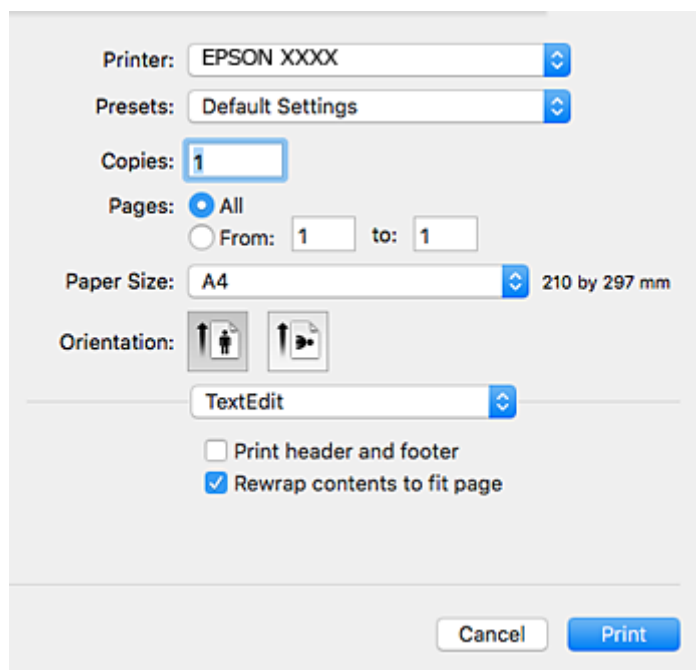 Printer: EPSON XXXX
Presets: Default Settings
Copies: 1
Pages: All
From: 1 to: 1
Paper Size: A4 210 by 297 mm
Orientation:
TextEdit
Print header and footer
Rewrap contents to fit page
Cancel Print